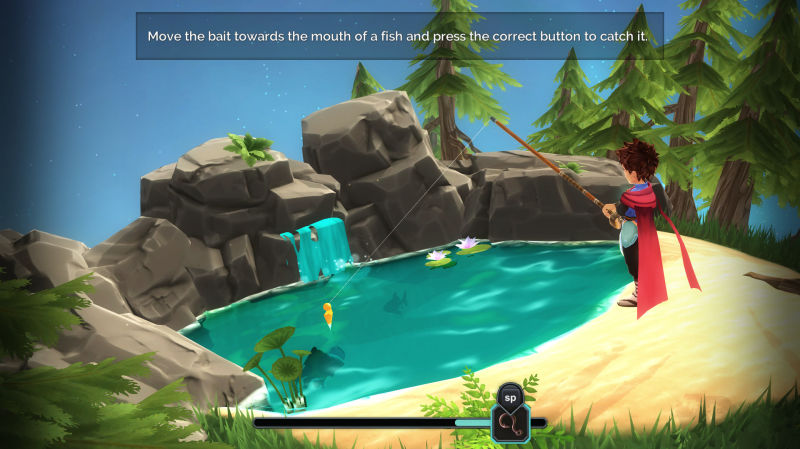 Move the bait towards the mouth of a fish and press the correct button to catch it.
sp